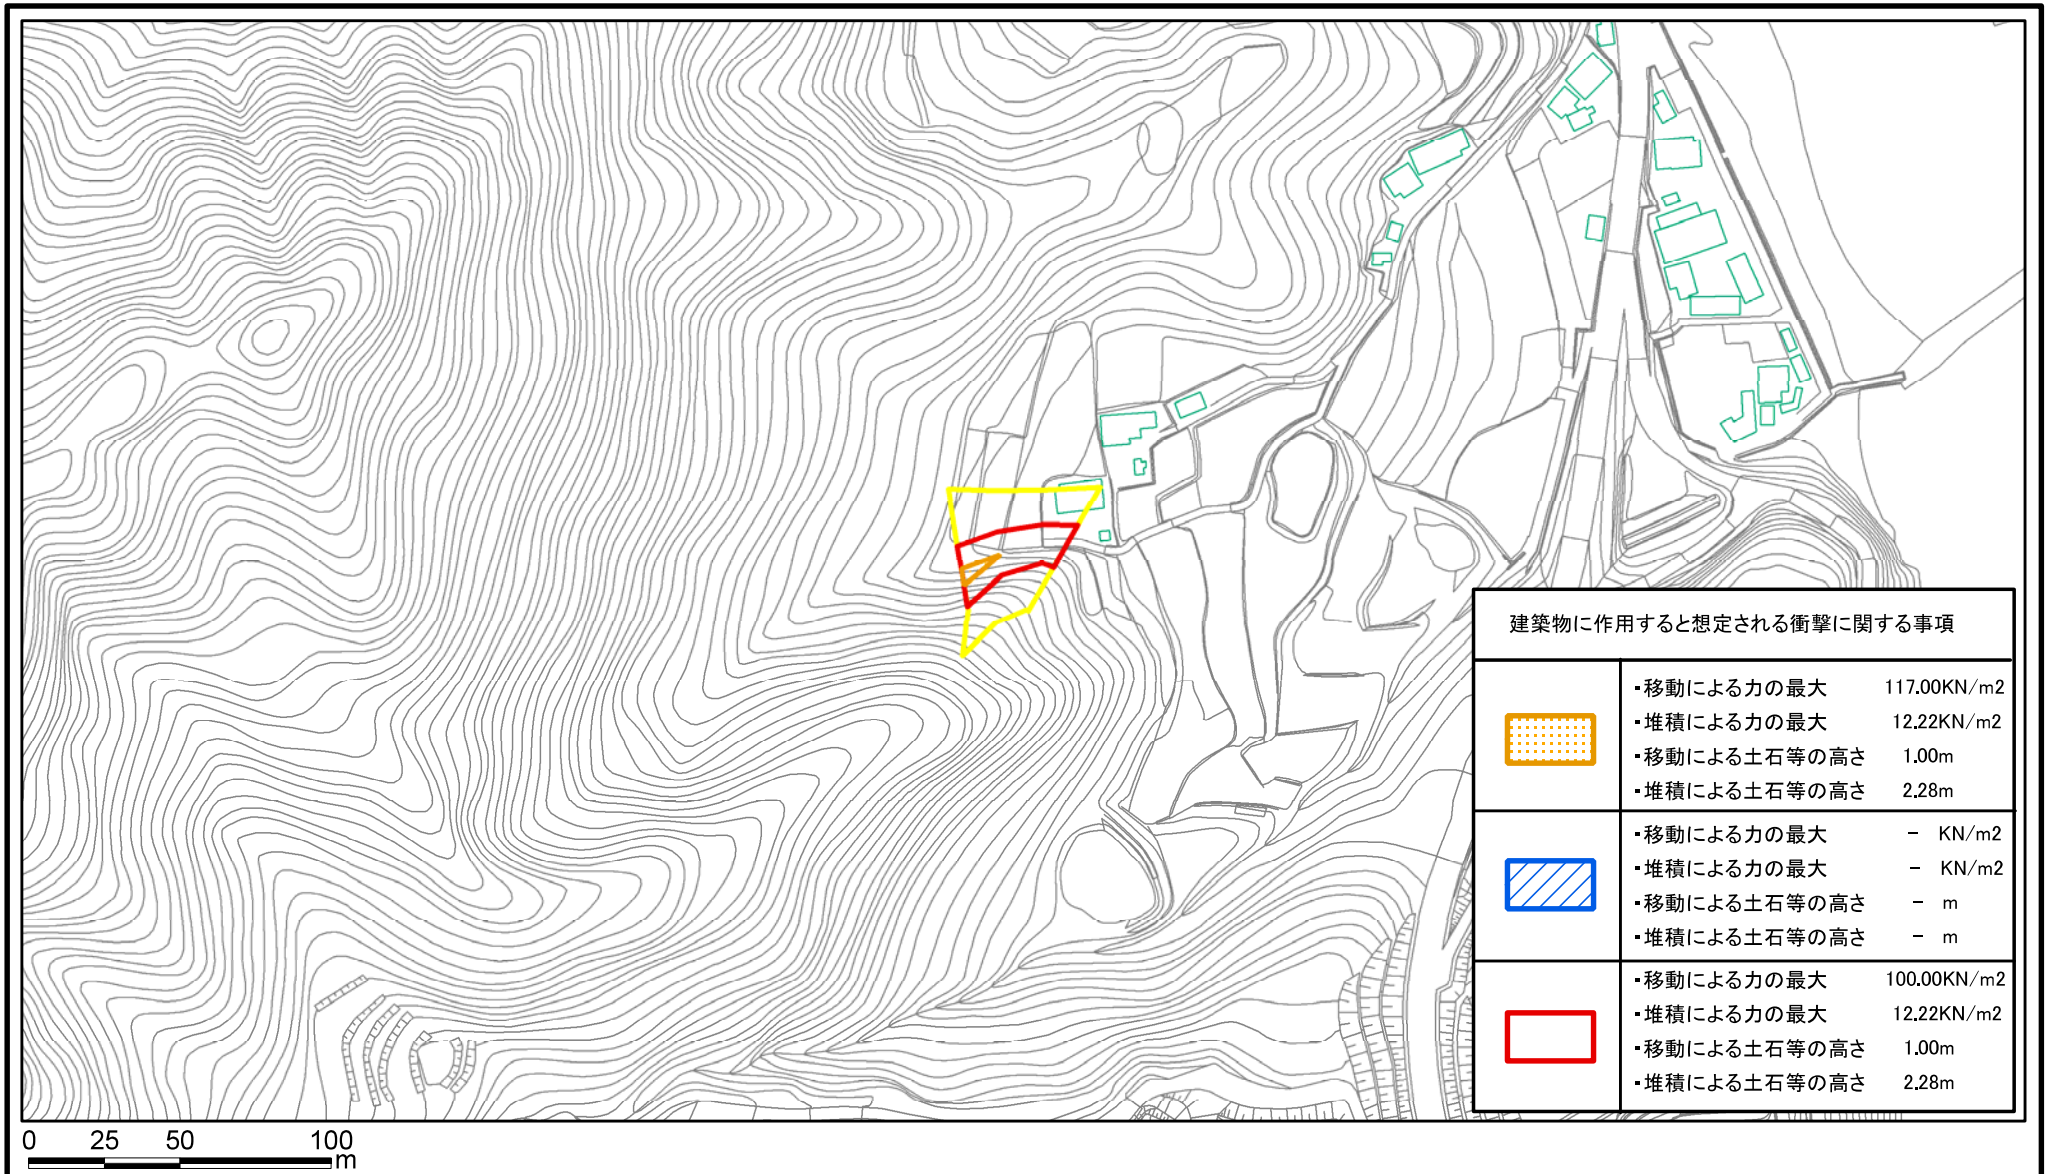 建築物に作用すると想定される衝撃に関する事項
・移動による力の最大 117.00KN/m2
・堆積による力の最大 12.22KN/m2
・移動による土石等の高さ 1.00m
・堆積による土石等の高さ 2.28m
・移動による力の最大 － KN/m2
・堆積による力の最大 － KN/m2
・移動による土石等の高さ － m
・堆積による土石等の高さ － m
・移動による力の最大 100.00KN/m2
・堆積による力の最大 12.22KN/m2
・移動による土石等の高さ 1.00m
・堆積による土石等の高さ 2.28m
0 25 50 100
m